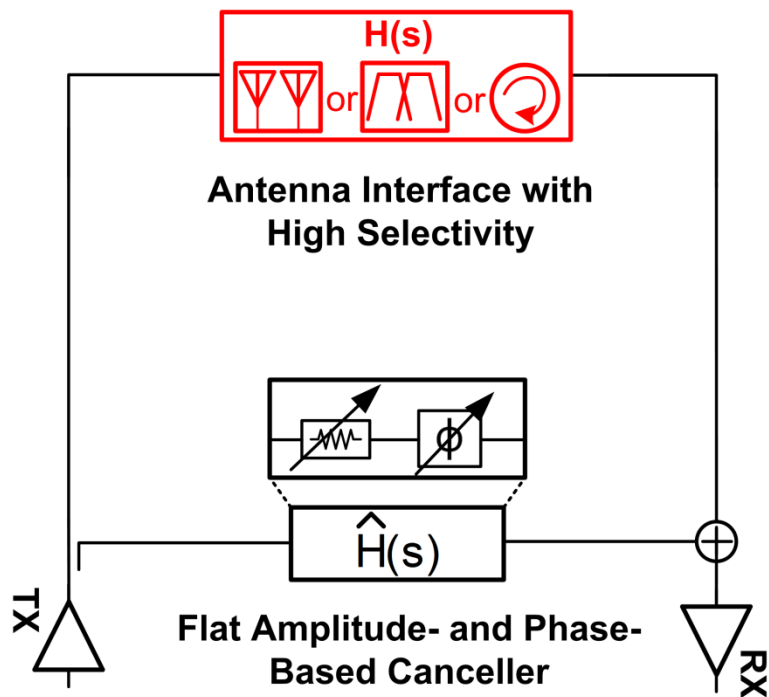 H(s)
or or
Antenna Interface with
High Selectivity
ϕ
Ĥ(s)
TX
Flat Amplitude- and Phase-
Based Canceller
RX